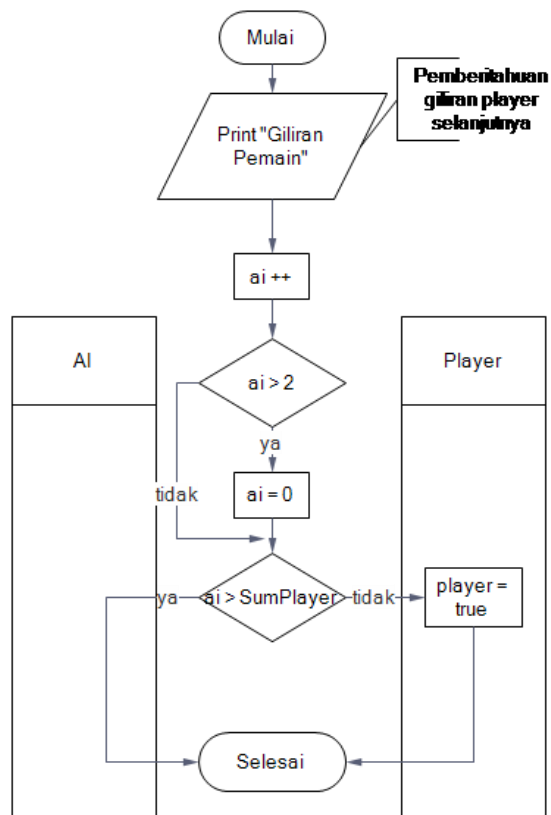 Mulai
Print "Giliran
Pemain"
Pemberitahuan
giliran player
selanjutnya
ai ++
AI
ai > 2
Player
ya
tidak
ai = 0
ya
ai > SumPlayer
tidak
player =
true
Selesai